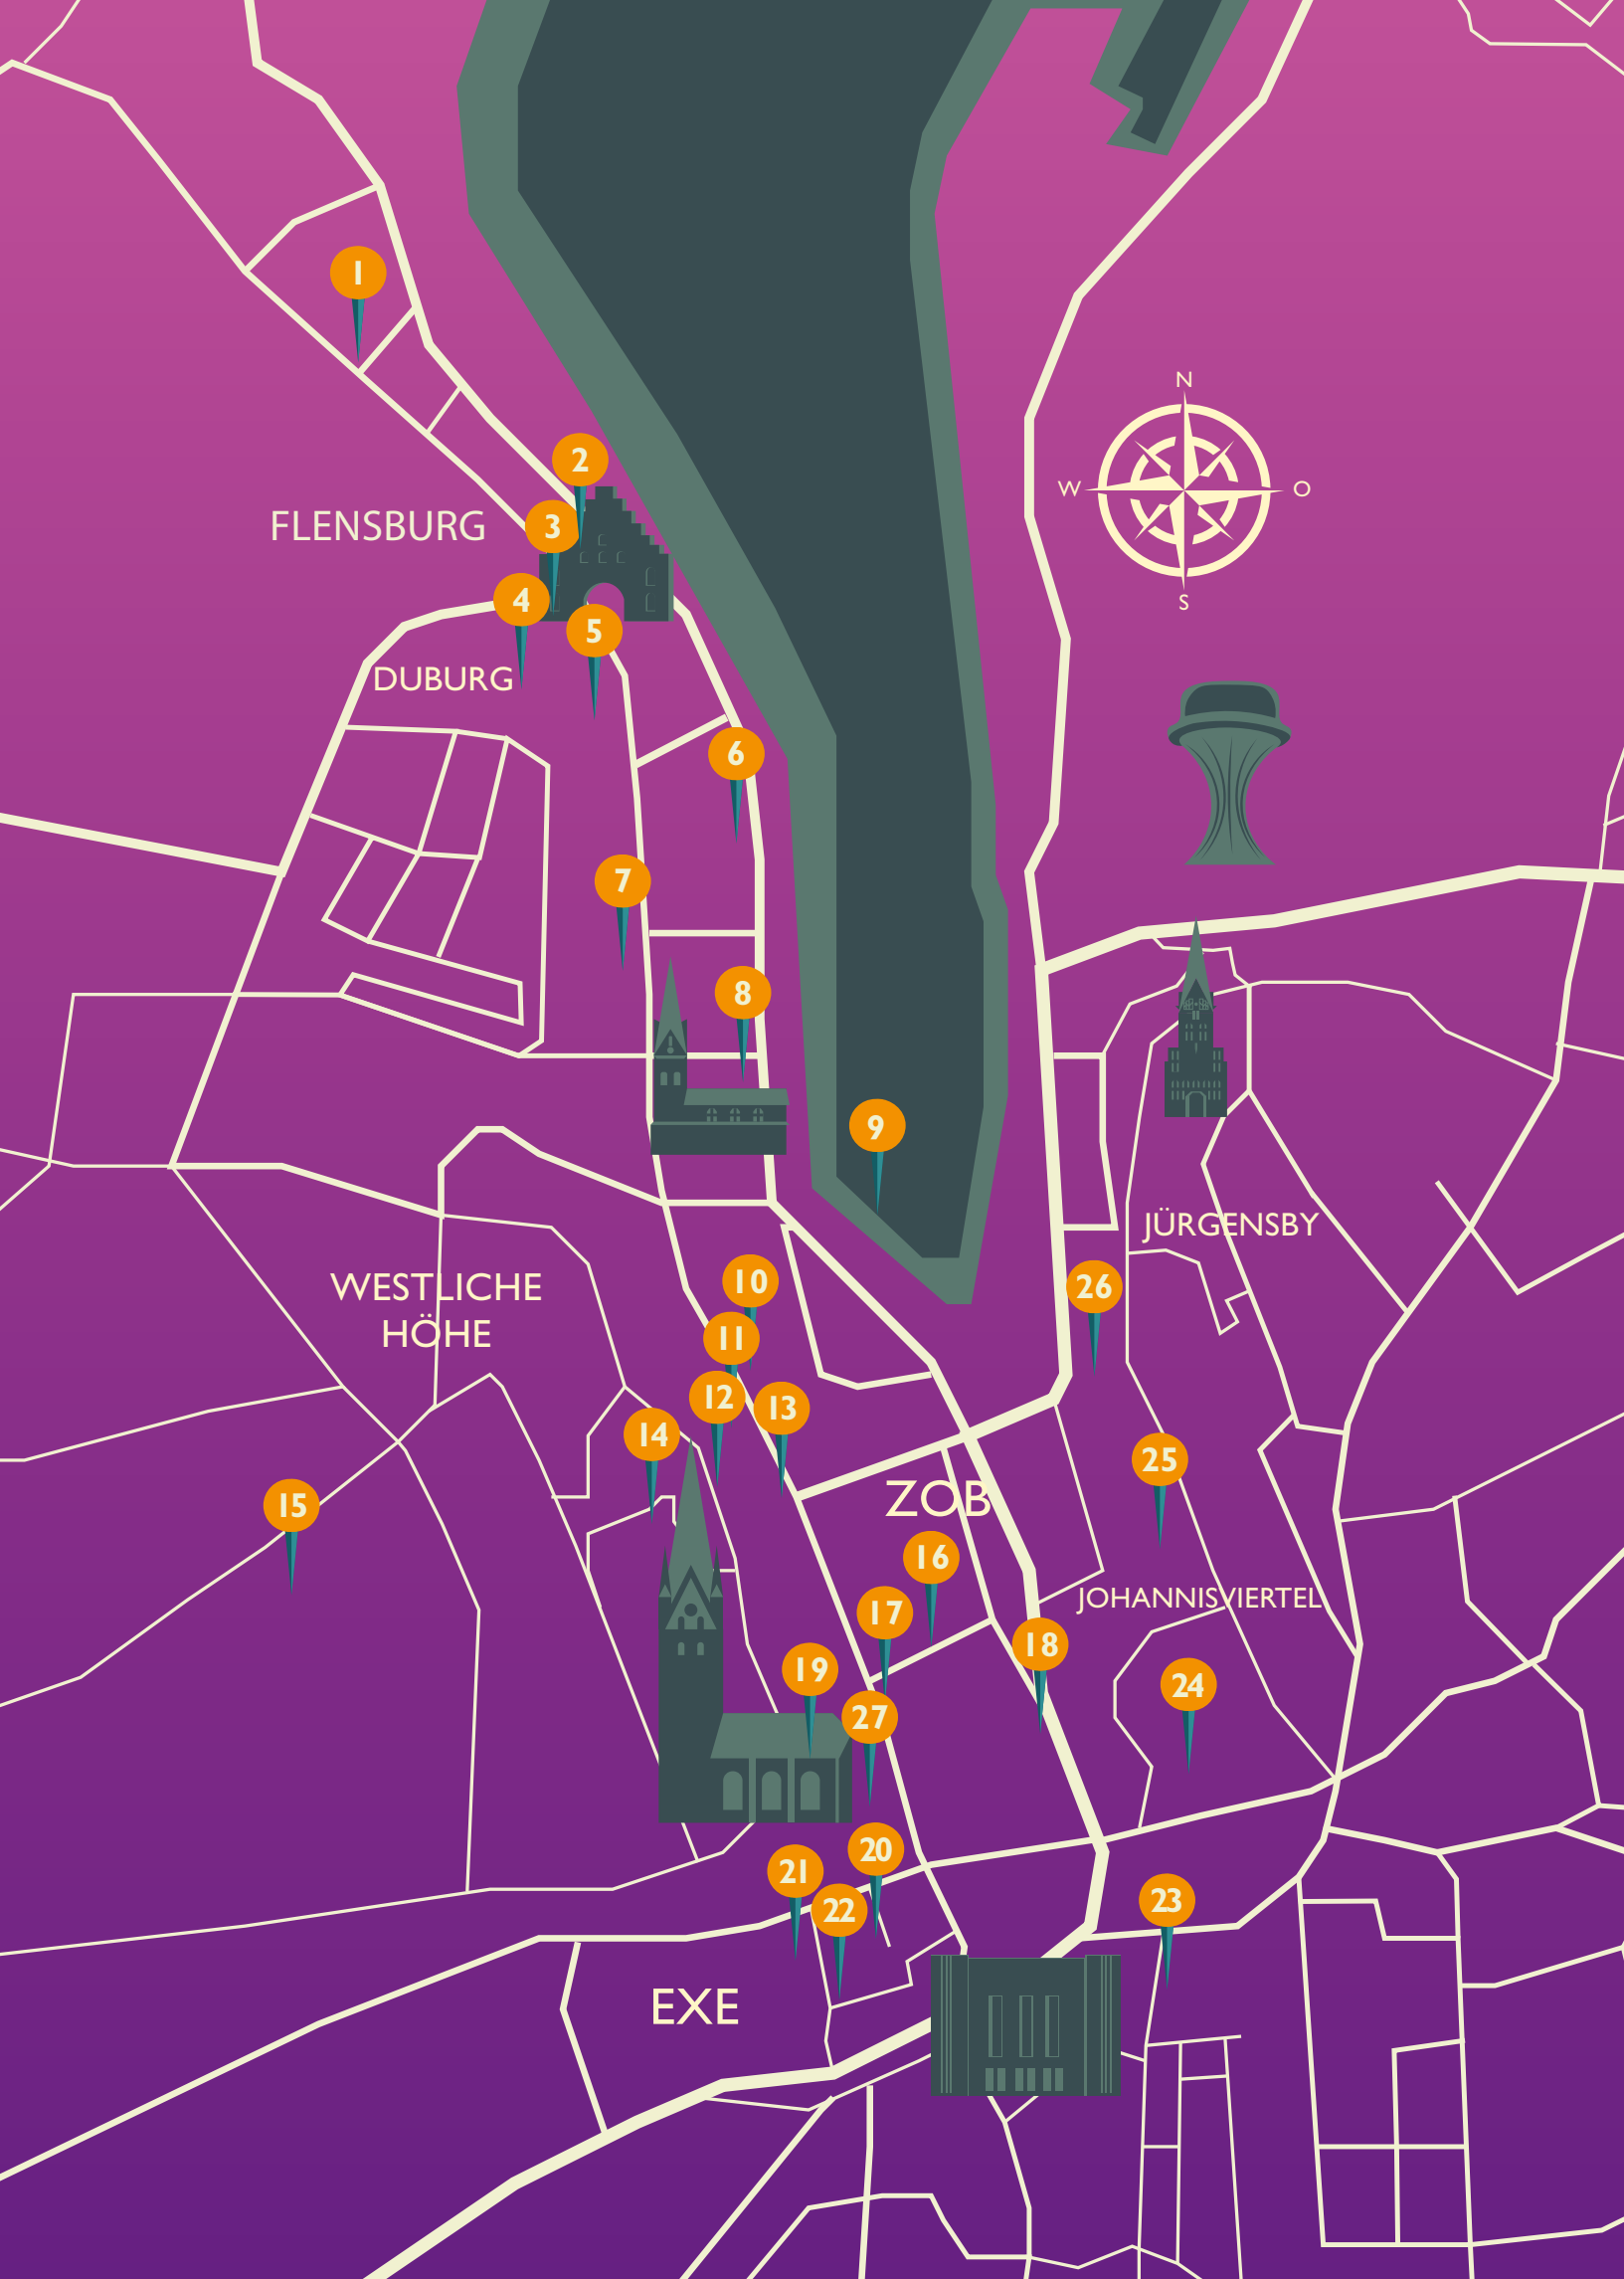 1
N
W
O
S
2
FLENSBURG
3
4
5
DUBURG
6
7
8
9
JÜRGENSBY
10
26
WESTLICHE
HÖHE
11
12
13
14
25
ZOB
15
16
JOHANNISVIERTEL
17
18
19
24
27
20
21
22
23
EXE